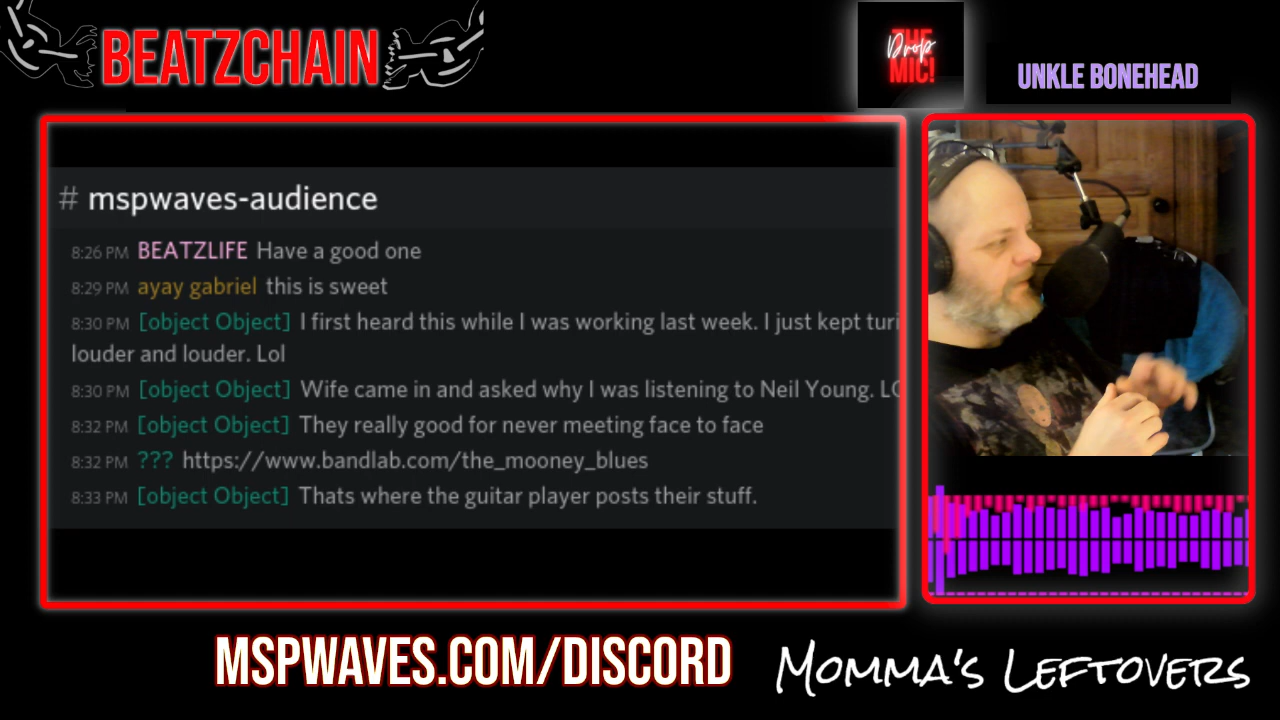 BEATZCHAIN
THE
Drop
MIC!
UNKLE BONEHEAD
# mspwaves-audience
8:26 PM BEATZLIFE Have a good one
8:29 PM ayay gabriel this is sweet
8:30 PM [object Object] I first heard this while I was working last week. I just kept turi
louder and louder. Lol
8:30 PM [object Object] Wife came in and asked why I was listening to Neil Young. LO
8:32 PM [object Object] They really good for never meeting face to face
8:32 PM ??? https://www.bandlab.com/the_mooney_blues
8:33 PM [object Object] Thats where the guitar player posts their stuff.
MSPWAVES.COM/DISCORD
MOMMA'S LEFTOVERS